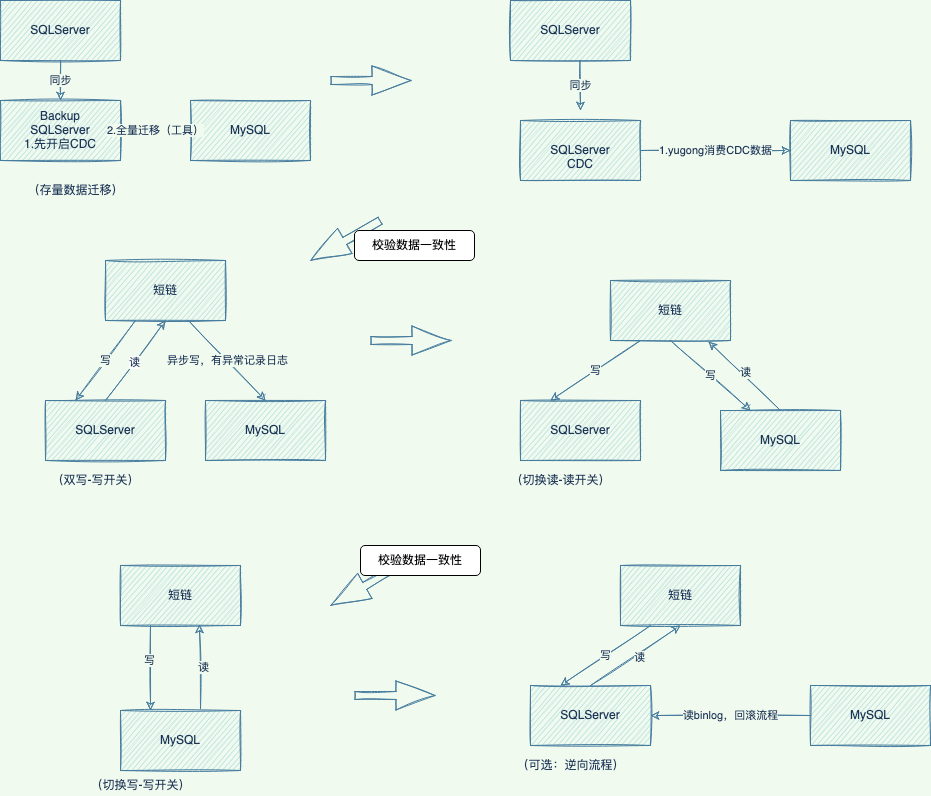 SQLServer
同步
Backup
SQLServer
1.先开启CDC
2.全量迁移（工具）
MySQL
（存量数据迁移）
SQLServer
同步
SQLServer
CDC
1.yugong消费CDC数据
MySQL
校验数据一致性
短链
写
读
异步写，有异常记录日志
SQLServer
MySQL
（双写-写开关）
短链
写
写
读
SQLServer
MySQL
（切换读-读开关）
校验数据一致性
短链
写
读
MySQL
（切换写-写开关）
短链
写
读
SQLServer
读binlog，回滚流程
MySQL
（可选：逆向流程）